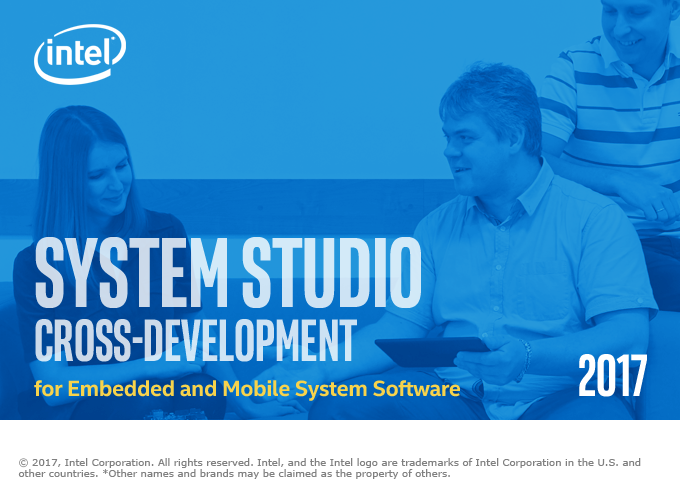 intel
SYSTEM STUDIO
CROSS-DEVELOPMENT
for Embedded and Mobile System Software
2017
© 2017, Intel Corporation. All rights reserved. Intel, and the Intel logo are trademarks of Intel Corporation in the U.S. and
other countries. *Other names and brands may be claimed as the property of others.